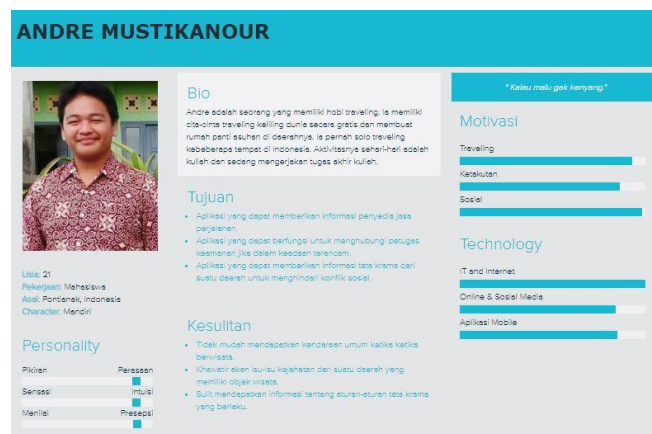 ANDRE MUSTIKANOUR
Bio
Andre adalah seorang yang memiliki hobi traveling. Ia memiliki
cita-cinta traveling keliling dunia secara gratis dan membuat
rumah panti asuhan di daerahnya. Ia pernah solo traveling
kebeberapa tempat di Indonesia. Aktivitasnya sehari-hari adalah
kuliah dan sedang mengerjakan tugas akhir kuliah.
Tujuan
• Aplikasi yang dapat memberikan informasi penyedia jasa
perjalanan.
• Aplikasi yang dapat berfungsi untuk menghubungi petugas
keamanan jika dalam keadaan terancam.
• Aplikasi yang dapat memberikan informasi tata krama dari
suatu daerah untuk menghindari konflik sosial.
Kesulitan
• Tidak mudah mendapatkan kendaraan umum ketika ketika
berwisata.
• Khawatir akan isu-isu kejahatan dari suatu daerah yang
memiliki objek wisata.
• Sulit mendapatkan informasi tentang aturan-aturan tata krama
yang berlaku.
Usia: 21
Pekerjaan: Mahasiswa
Asal: Pontianak, Indonesia
Character: Mandiri
Personality
Pikiran Perasaan
Sensasi Intuisi
Menilai Presepsi
"Kalau malu gak kenyang."
Motivasi
Traveling
Ketakutan
Sosial
Technology
IT and Internet
Online & Sosial Media
Aplikasi Mobile